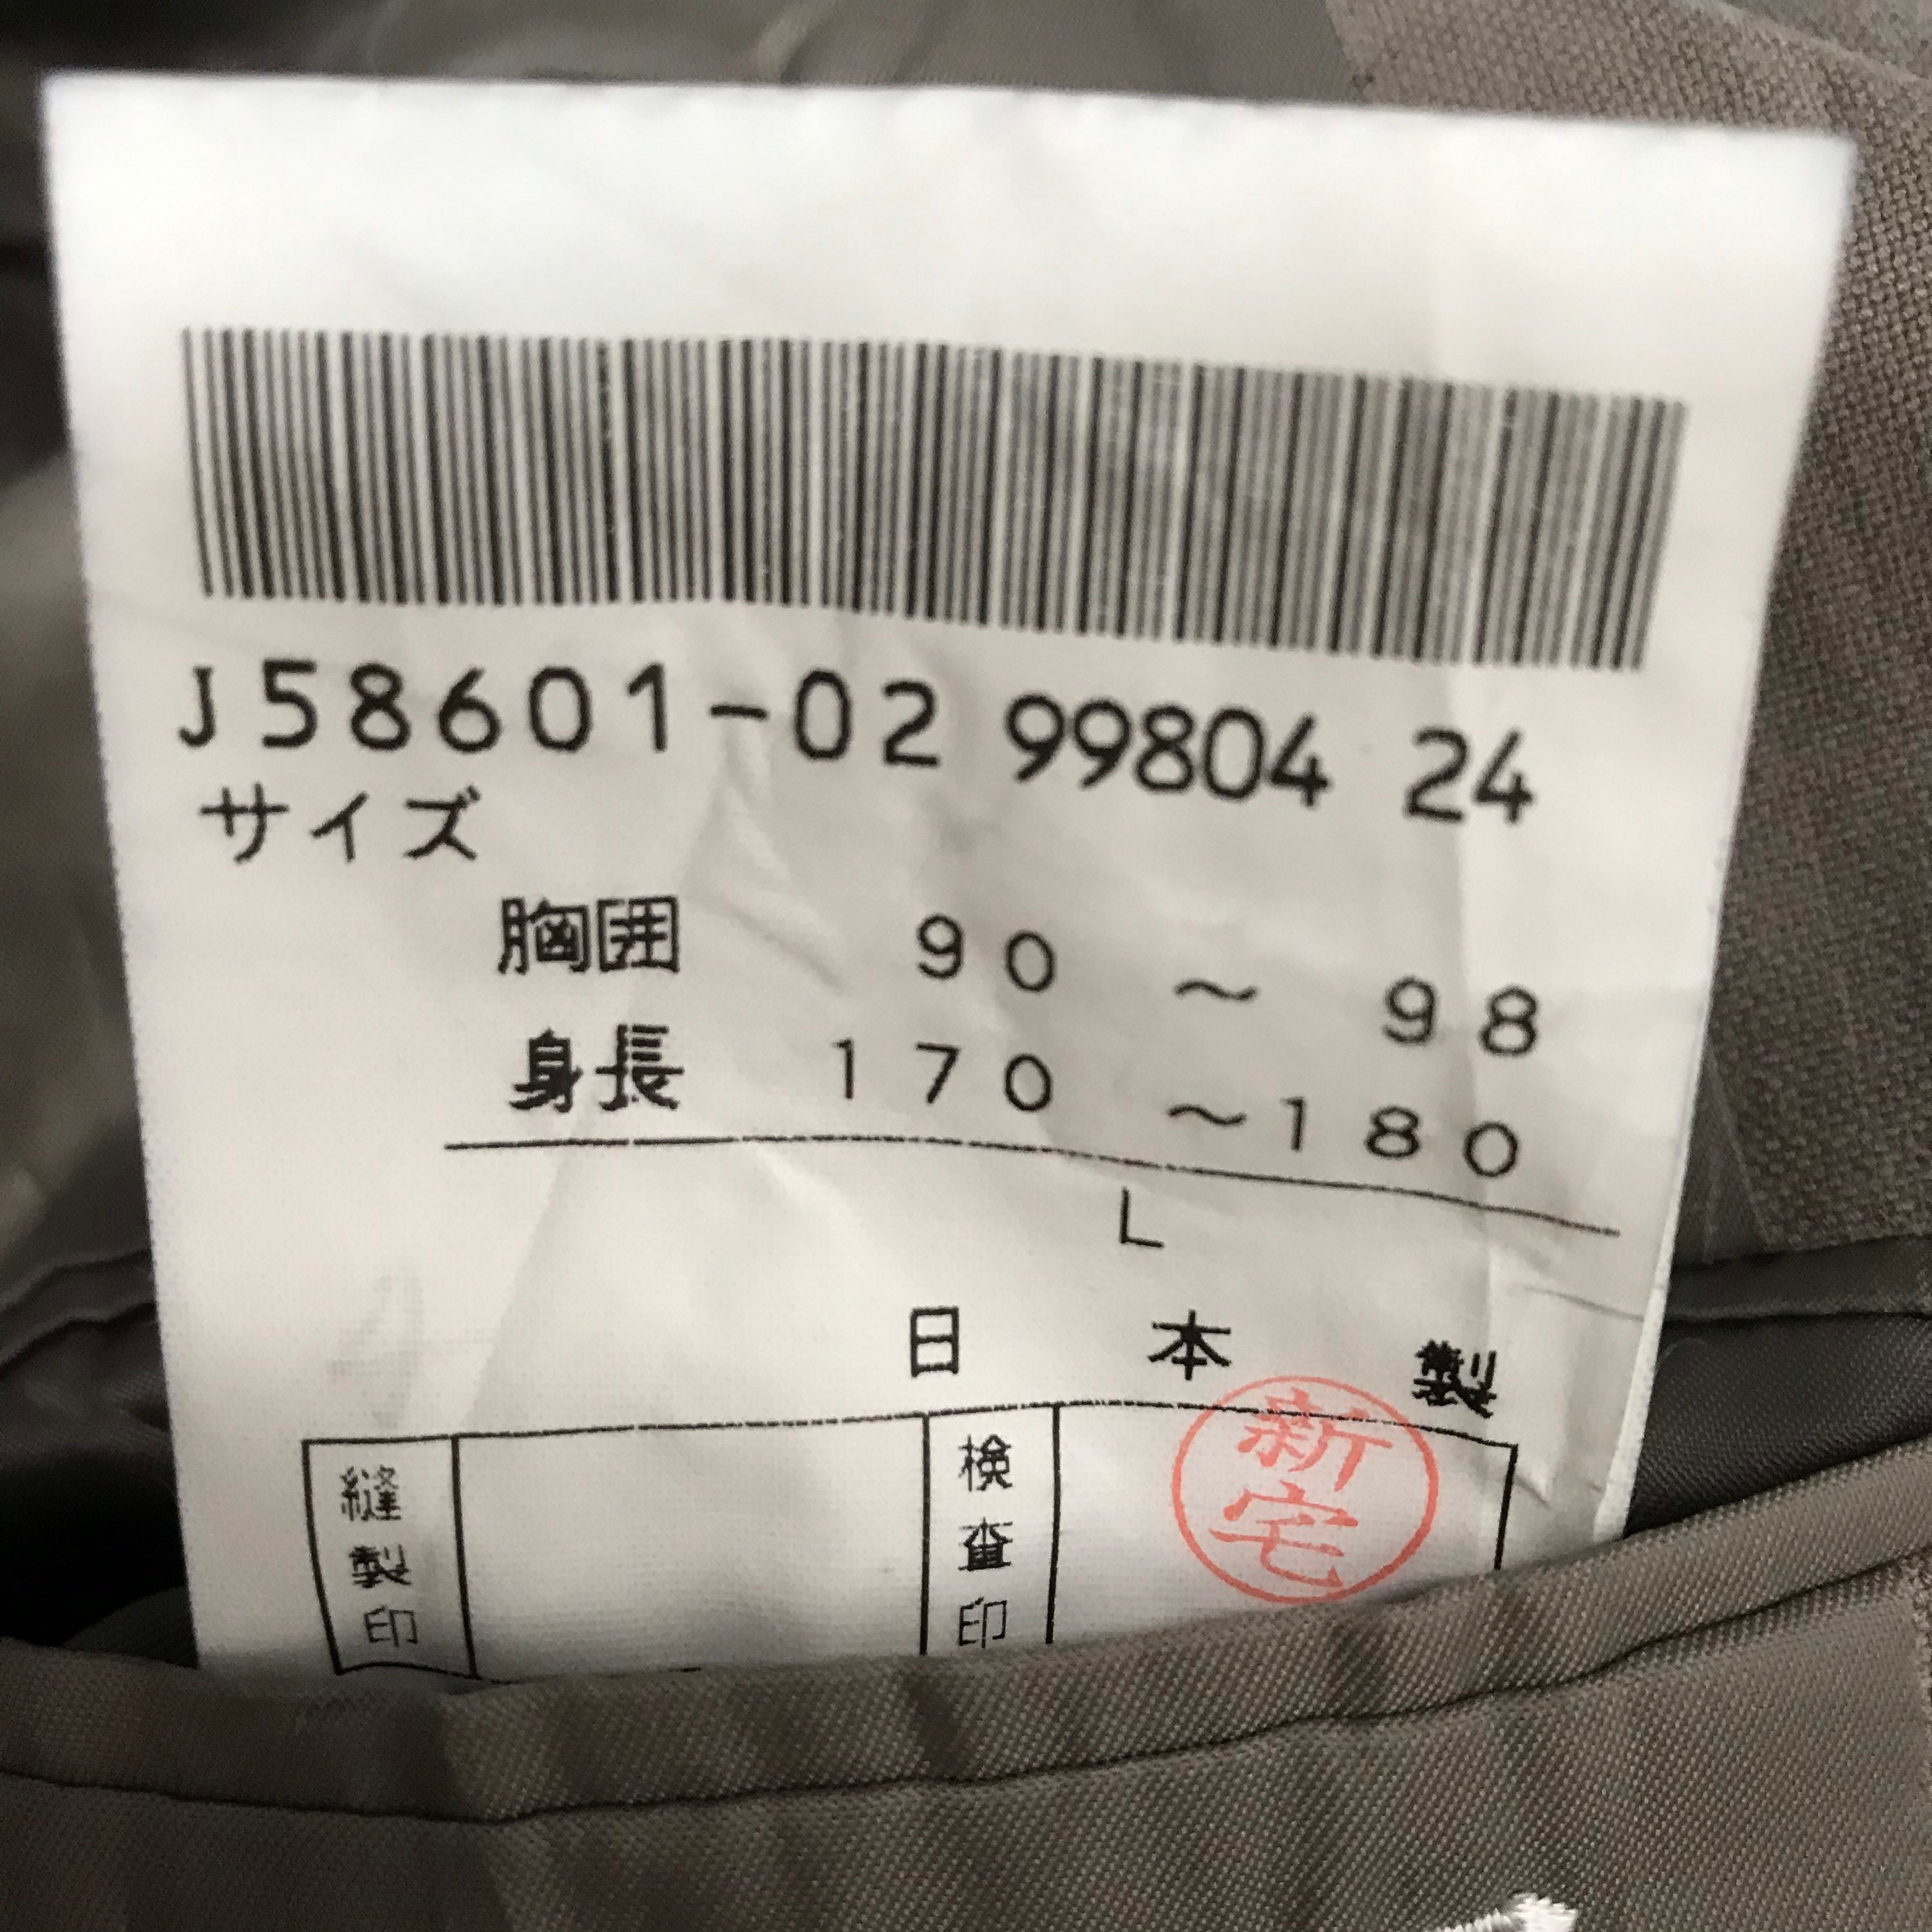 J58601-02 99804 24
サイズ
胸囲 90 ～ 98
身長 170 ～180
L
日本製
縫製印
検査印
新宅